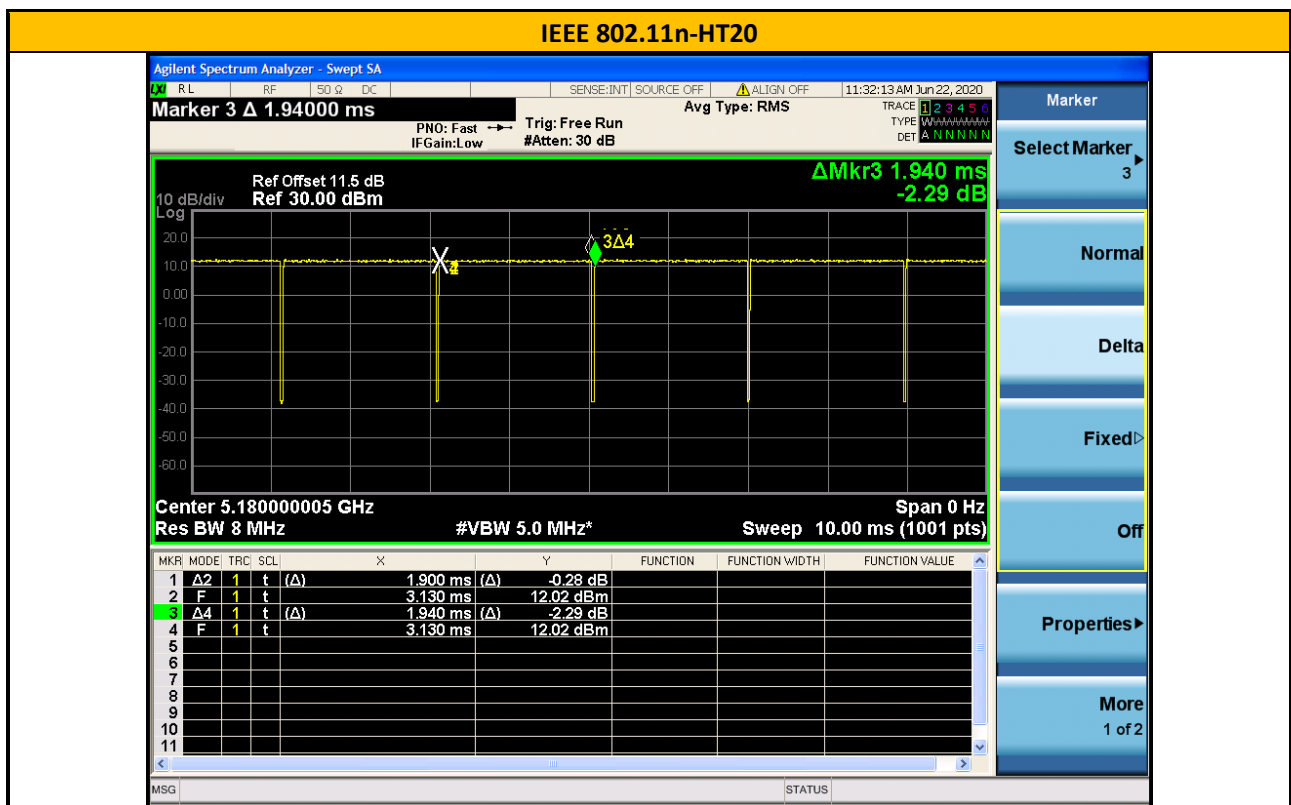 IEEE 802.11n-HT20
Agilent Spectrum Analyzer - Swept SA
LXI RL RF 50 Ω DC SENSE:INT SOURCE OFF ALIGN OFF 11:32:13 AM Jun 22, 2020
Marker 3 Δ 1.94000 ms
PNO: Fast
IFGain:Low
Trig: Free Run
#Atten: 30 dB
Avg Type: RMS
TRACE 1 2 3 4 5 6
TYPE
DET A N N N N N
ΔMkr3 1.940 ms
-2.29 dB
Ref Offset 11.5 dB
10 dB/div Ref 30.00 dBm
Log
20.0
10.0
0.00
-10.0
-20.0
-30.0
-40.0
-50.0
-60.0
3Δ4
Center 5.180000005 GHz Span 0 Hz
Res BW 8 MHz #VBW 5.0 MHz* Sweep 10.00 ms (1001 pts)
MKR MODE TRC SCL X Y FUNCTION FUNCTION WIDTH FUNCTION VALUE
1 Δ2 1 t (Δ) 1.900 ms (Δ) -0.28 dB
2 F 1 t 3.130 ms 12.02 dBm
3 Δ4 1 t (Δ) 1.940 ms (Δ) -2.29 dB
4 F 1 t 3.130 ms 12.02 dBm
5
6
7
8
9
10
11
MSG STATUS
Marker
Select Marker
3
Normal
Delta
Fixed
Off
Properties
More
1 of 2